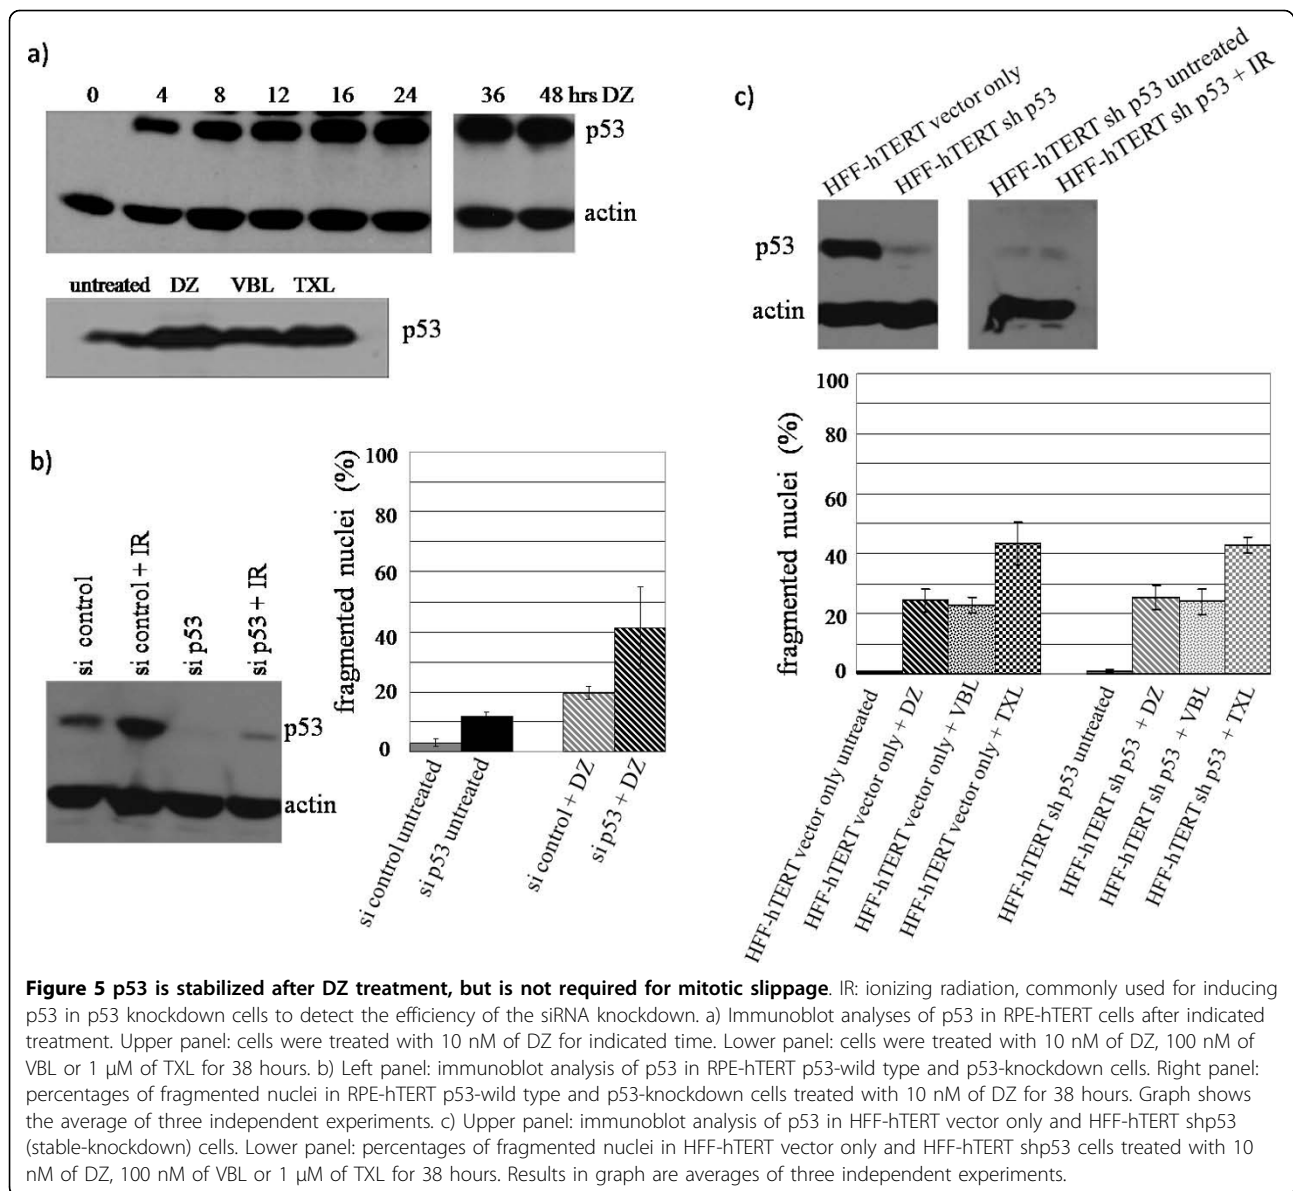 a)
0 4 8 12 16 24 36 48 hrs DZ
p53
actin
untreated DZ VBL TXL
p53
b)
si control
si control + IR
si p53
si p53 + IR
p53
actin
fragmented nuclei (%)
100
80
60
40
20
0
si control untreated
si p53 untreated
si control + DZ
si p53 + DZ
c)
HFF-hTERT vector only
HFF-hTERT sh p53
HFF-hTERT sh p53 untreated
HFF-hTERT sh p53 + IR
p53
actin
fragmented nuclei (%)
100
80
60
40
20
0
HFF-hTERT vector only untreated
HFF-hTERT vector only + DZ
HFF-hTERT vector only + VBL
HFF-hTERT vector only + TXL
HFF-hTERT sh p53 untreated
HFF-hTERT sh p53 + DZ
HFF-hTERT sh p53 + VBL
HFF-hTERT sh p53 + TXL
Figure 5 p53 is stabilized after DZ treatment, but is not required for mitotic slippage. IR: ionizing radiation, commonly used for inducing
p53 in p53 knockdown cells to detect the efficiency of the siRNA knockdown. a) Immunoblot analyses of p53 in RPE-hTERT cells after indicated
treatment. Upper panel: cells were treated with 10 nM of DZ for indicated time. Lower panel: cells were treated with 10 nM of DZ, 100 nM of
VBL or 1 μM of TXL for 38 hours. b) Left panel: immunoblot analysis of p53 in RPE-hTERT p53-wild type and p53-knockdown cells. Right panel:
percentages of fragmented nuclei in RPE-hTERT p53-wild type and p53-knockdown cells treated with 10 nM of DZ for 38 hours. Graph shows
the average of three independent experiments. c) Upper panel: immunoblot analysis of p53 in HFF-hTERT vector only and HFF-hTERT shp53
(stable-knockdown) cells. Lower panel: percentages of fragmented nuclei in HFF-hTERT vector only and HFF-hTERT shp53 cells treated with 10
nM of DZ, 100 nM of VBL or 1 μM of TXL for 38 hours. Results in graph are averages of three independent experiments.